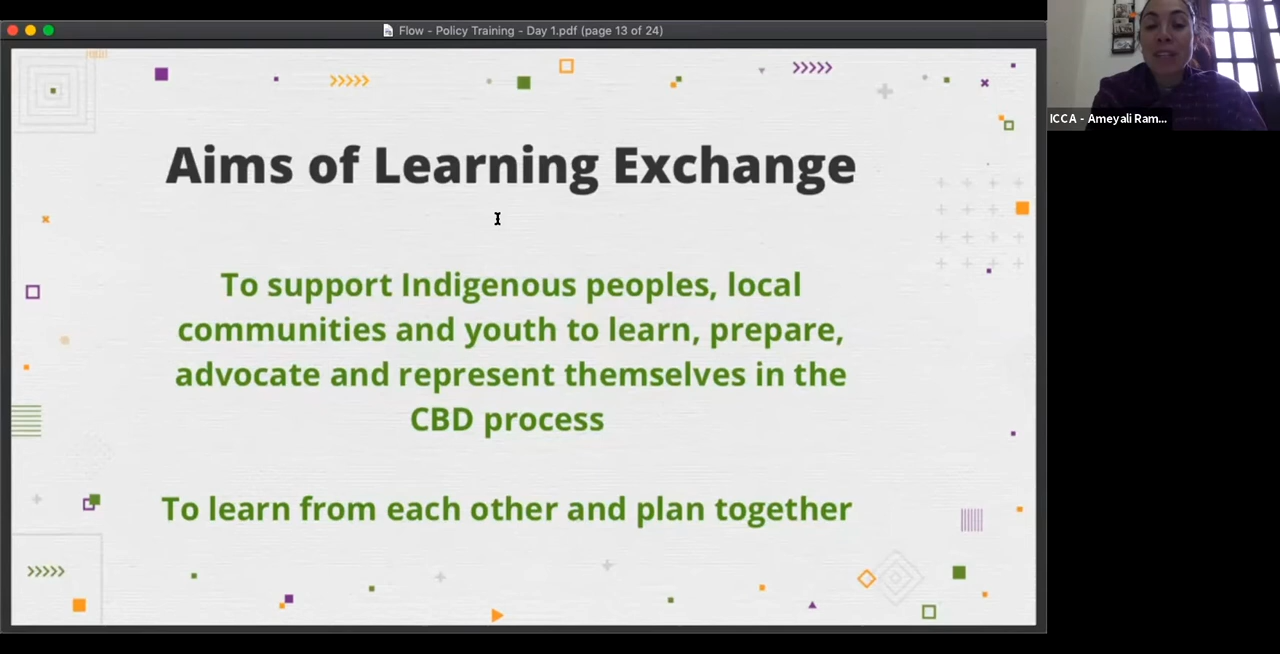 Flow - Policy Training - Day 1.pdf (page 13 of 24)
Aims of Learning Exchange
To support Indigenous peoples, local
communities and youth to learn, prepare,
advocate and represent themselves in the
CBD process
To learn from each other and plan together
ICCA - Ameyali Ram...